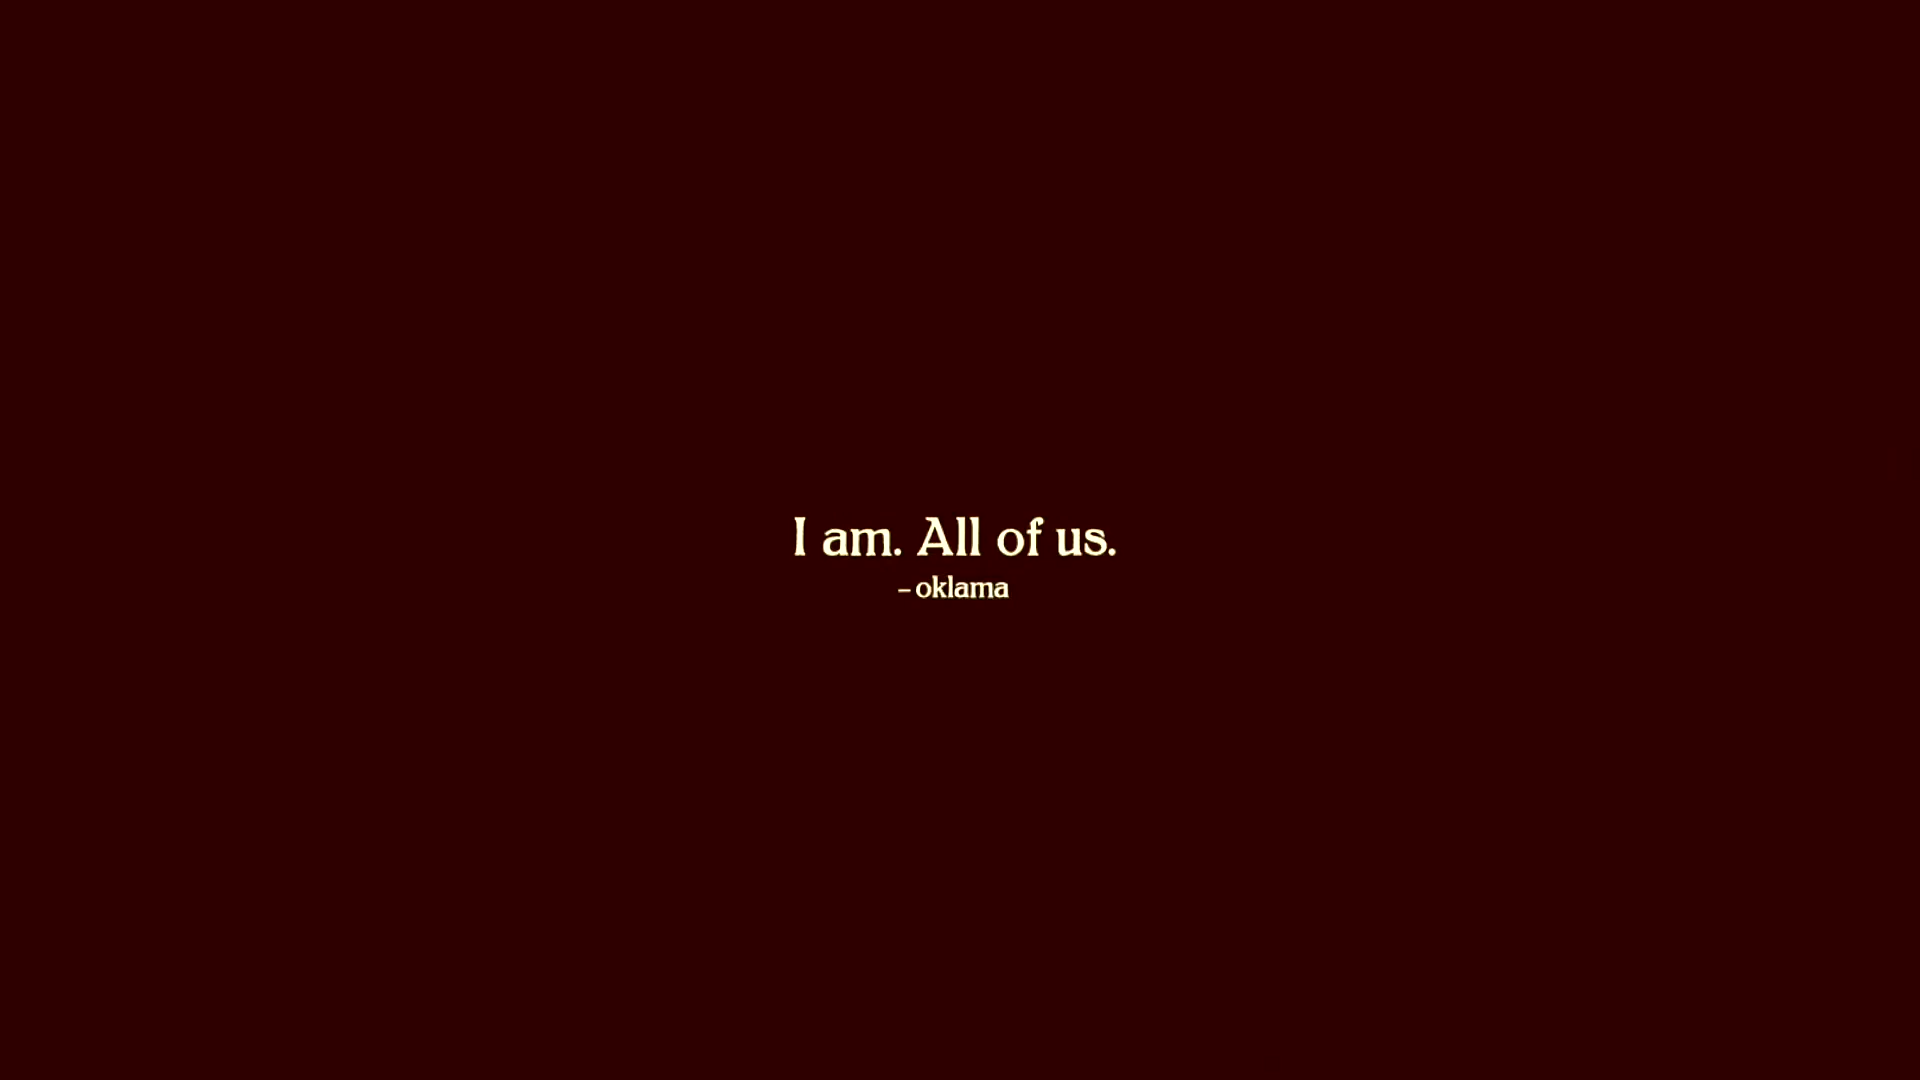 I am. All of us.
– oklama